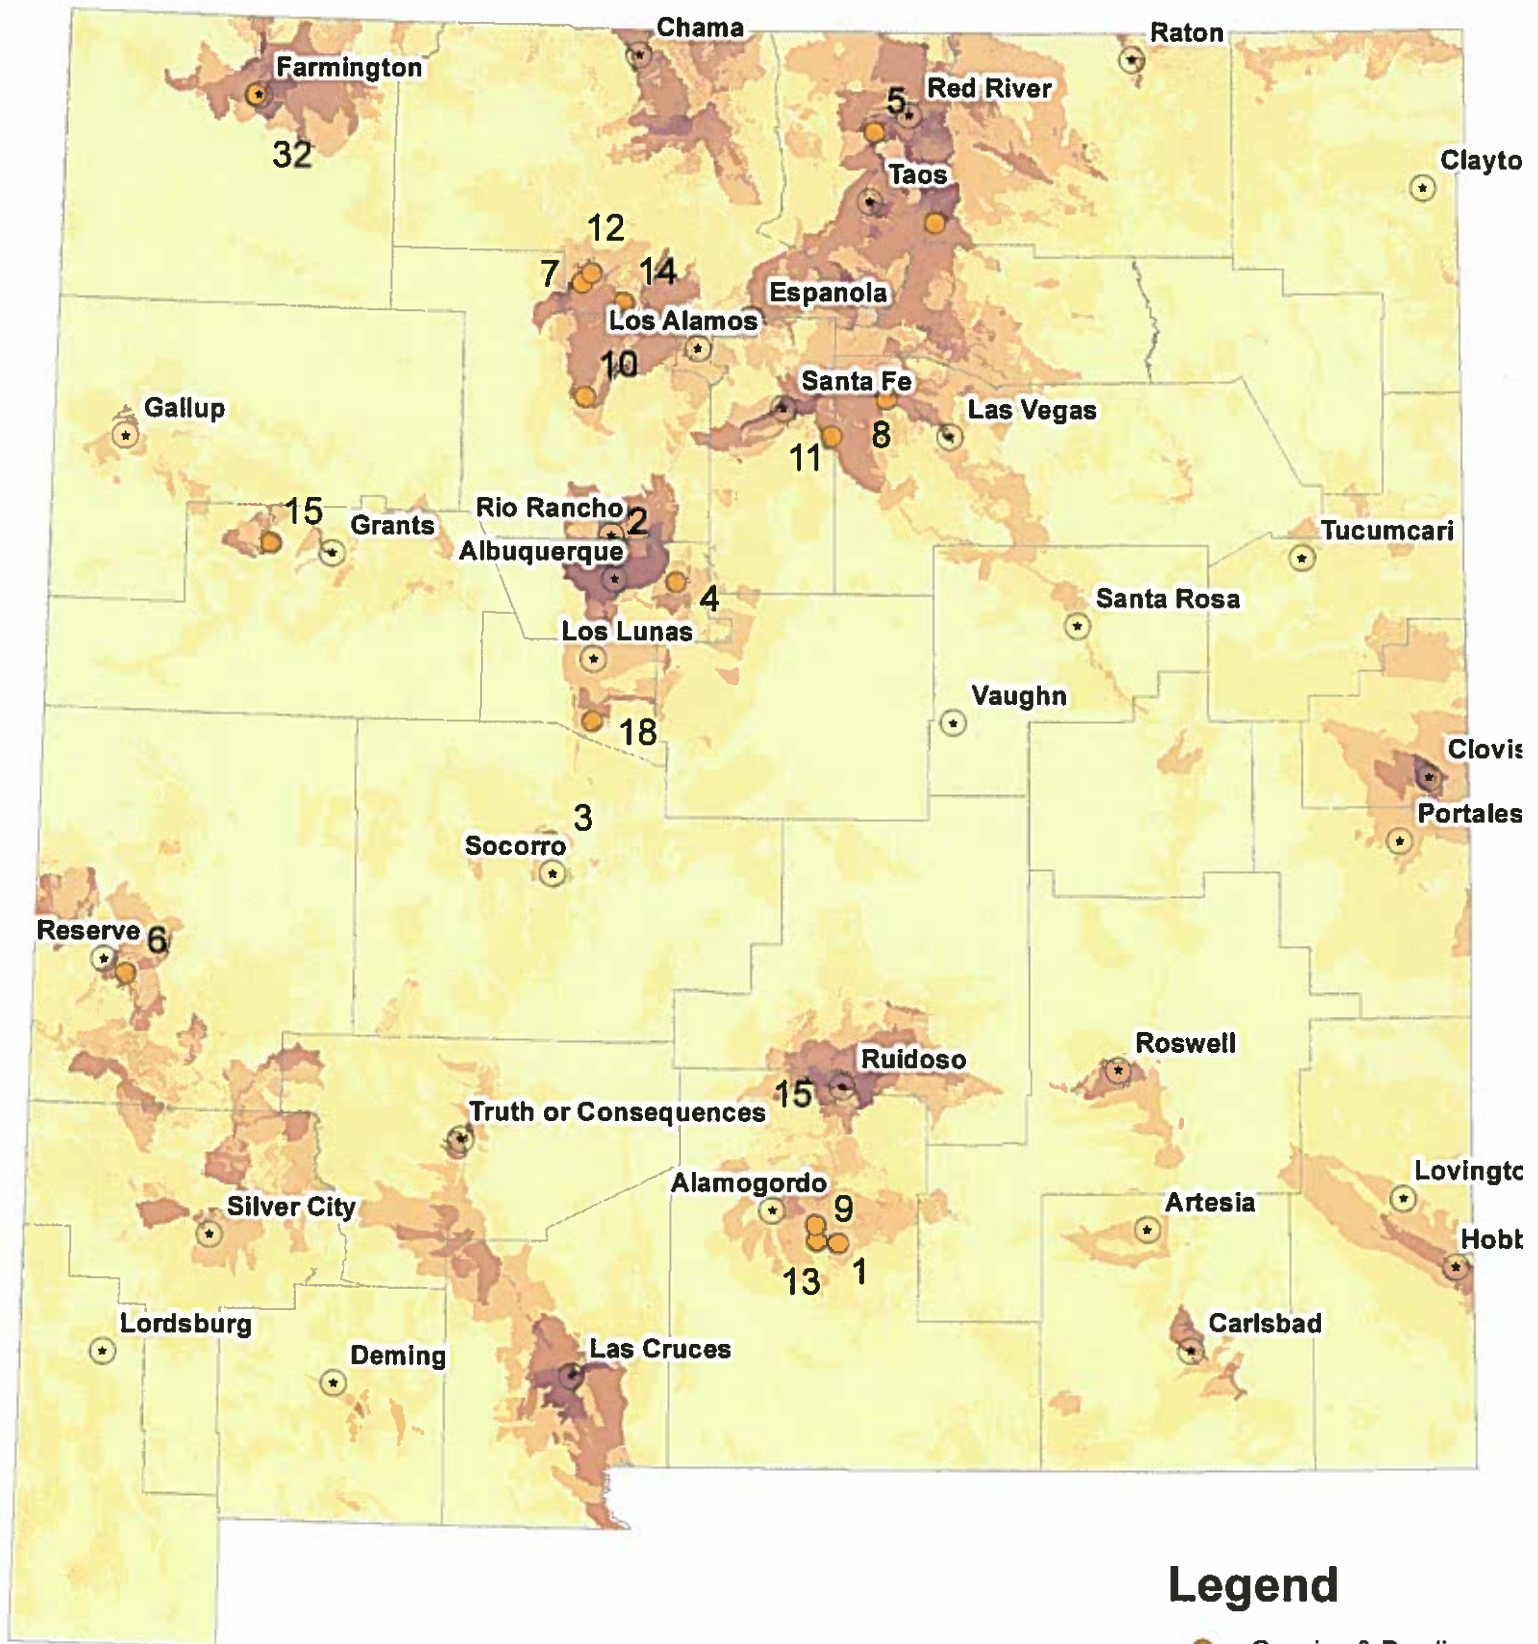 Chama
Raton
Farmington
5
Red River
32
Clayto
Taos
12
7
14
Espanola
Los Alamos
10
Santa Fe
Gallup
Las Vegas
11
8
15
Rio Rancho
2
Grants
Tucumcari
Albuquerque
4
Santa Rosa
Los Lunas
Vaughn
18
Clovis
3
Portales
Socorro
Reserve
6
Roswell
Ruidoso
15
Truth or Consequences
Lovingto
Alamogordo
Artesia
Silver City
9
Hobb
1
13
Lordsburg
Carlsbad
Las Cruces
Deming
Legend